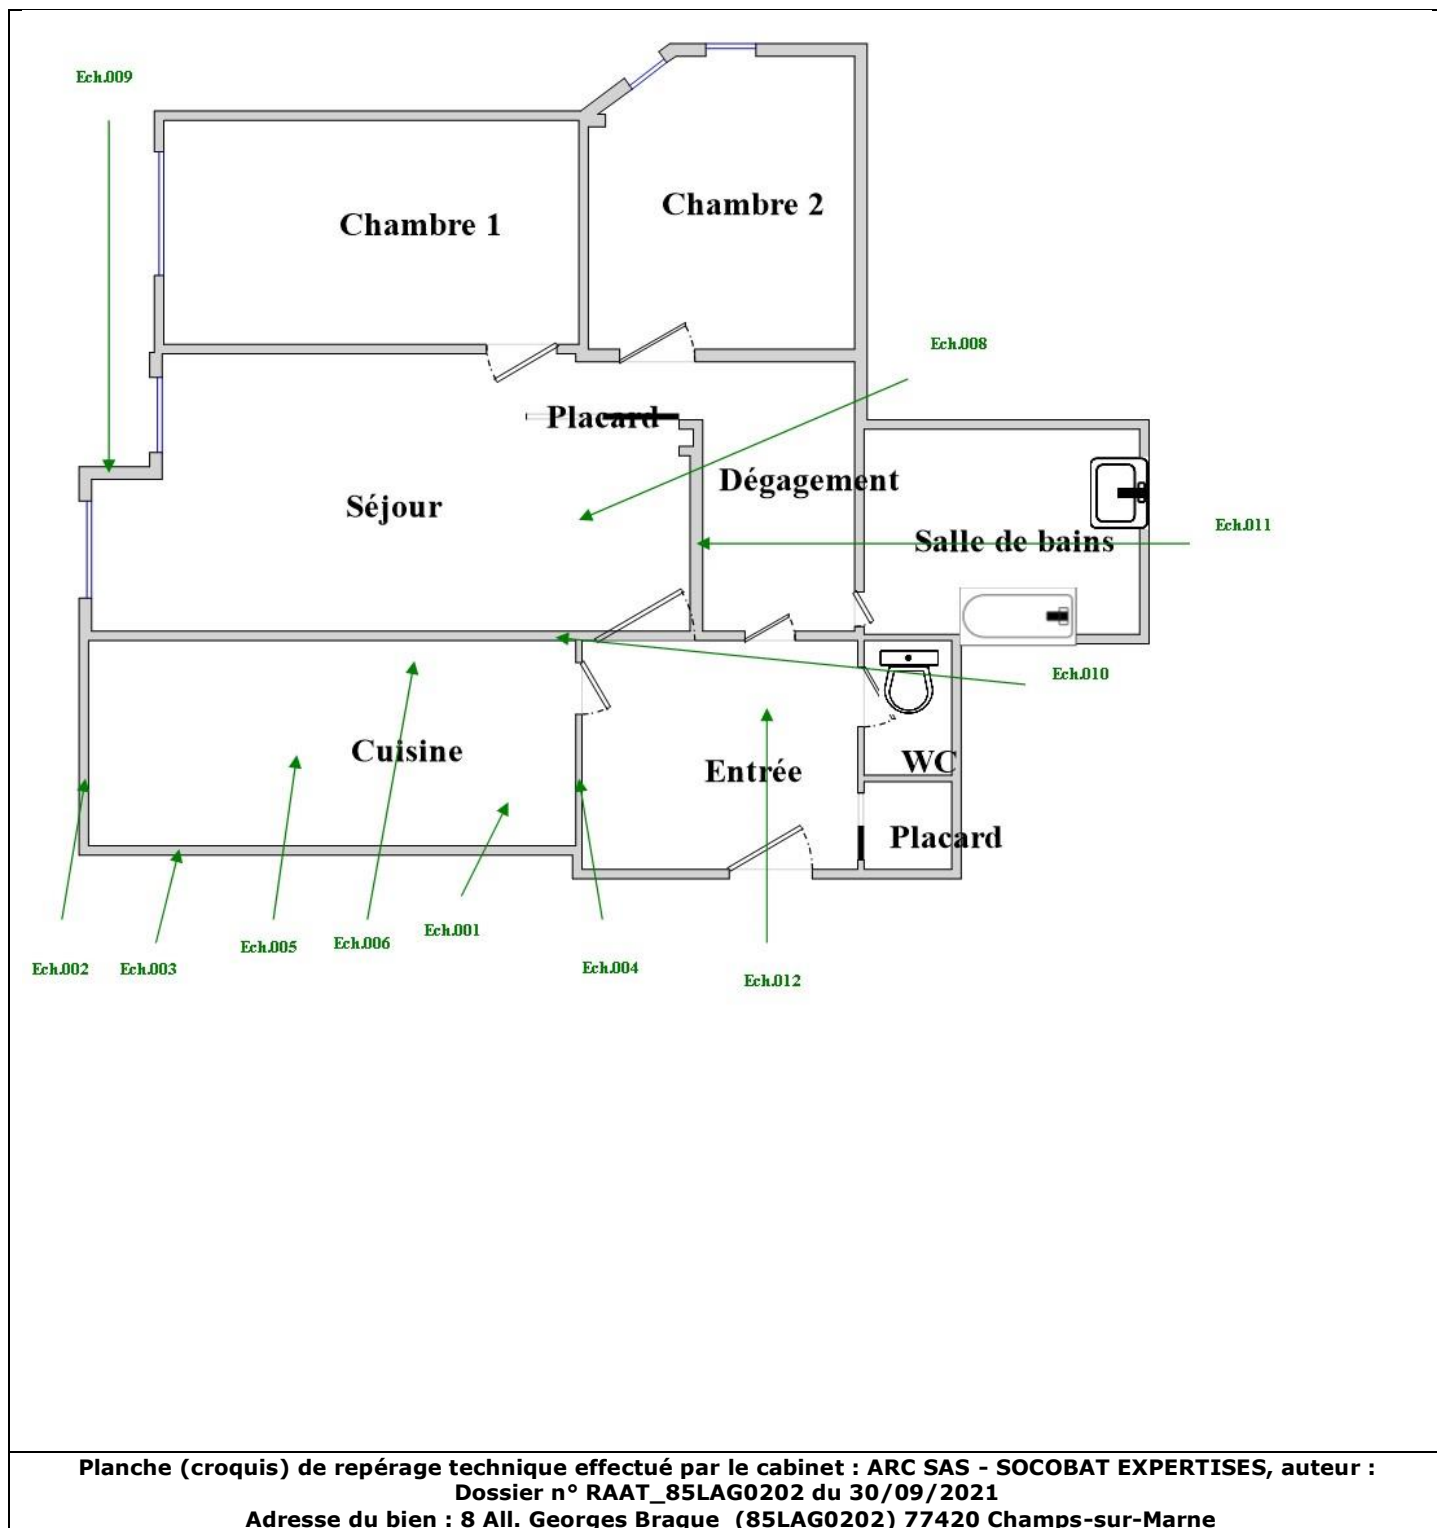 Ech.009
Chambre 1
Chambre 2
Ech.008
Placard
Dégagement
Séjour
Ech.011
Salle de bains
Ech.010
Cuisine
Entrée
WC
Placard
Ech.001
Ech.006
Ech.005
Ech.002
Ech.003
Ech.004
Ech.012
Planche (croquis) de repérage technique effectué par le cabinet : ARC SAS - SOCOBAT EXPERTISES, auteur :
Dossier n° RAAT_85LAG0202 du 30/09/2021
Adresse du bien : 8 All. Georges Braque (85LAG0202) 77420 Champs-sur-Marne